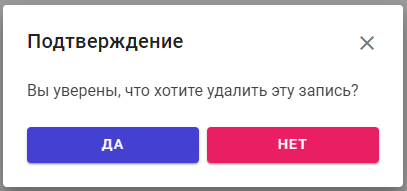 Подтверждение
Вы уверены, что хотите удалить эту запись?
ДА
НЕТ